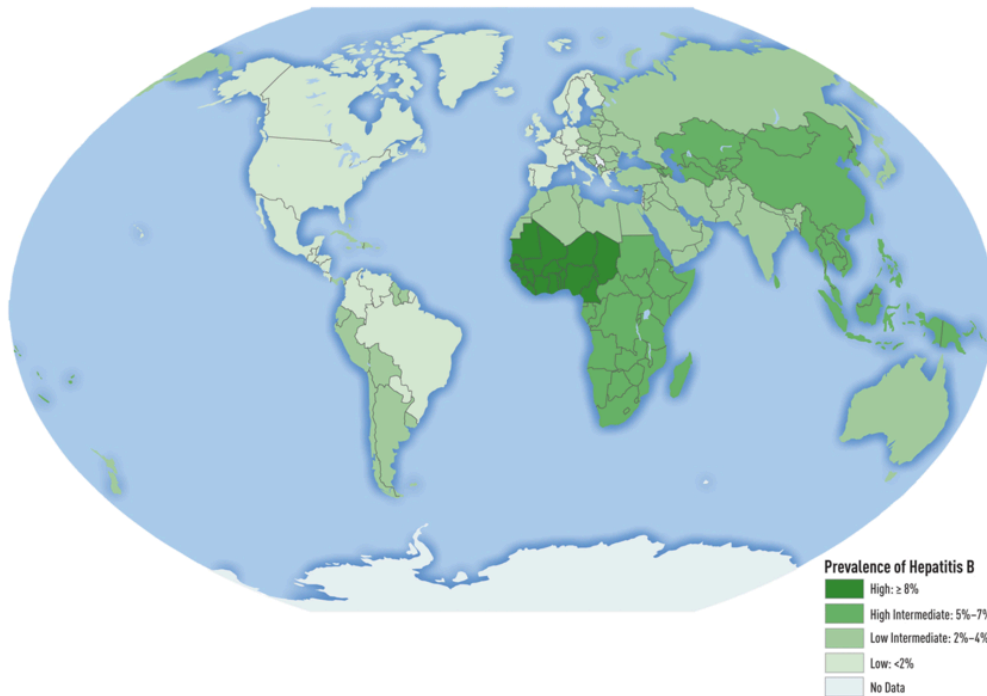 Prevalence of Hepatitis B
High: ≥ 8%
High Intermediate: 5%–7%
Low Intermediate: 2%–4%
Low: <2%
No Data